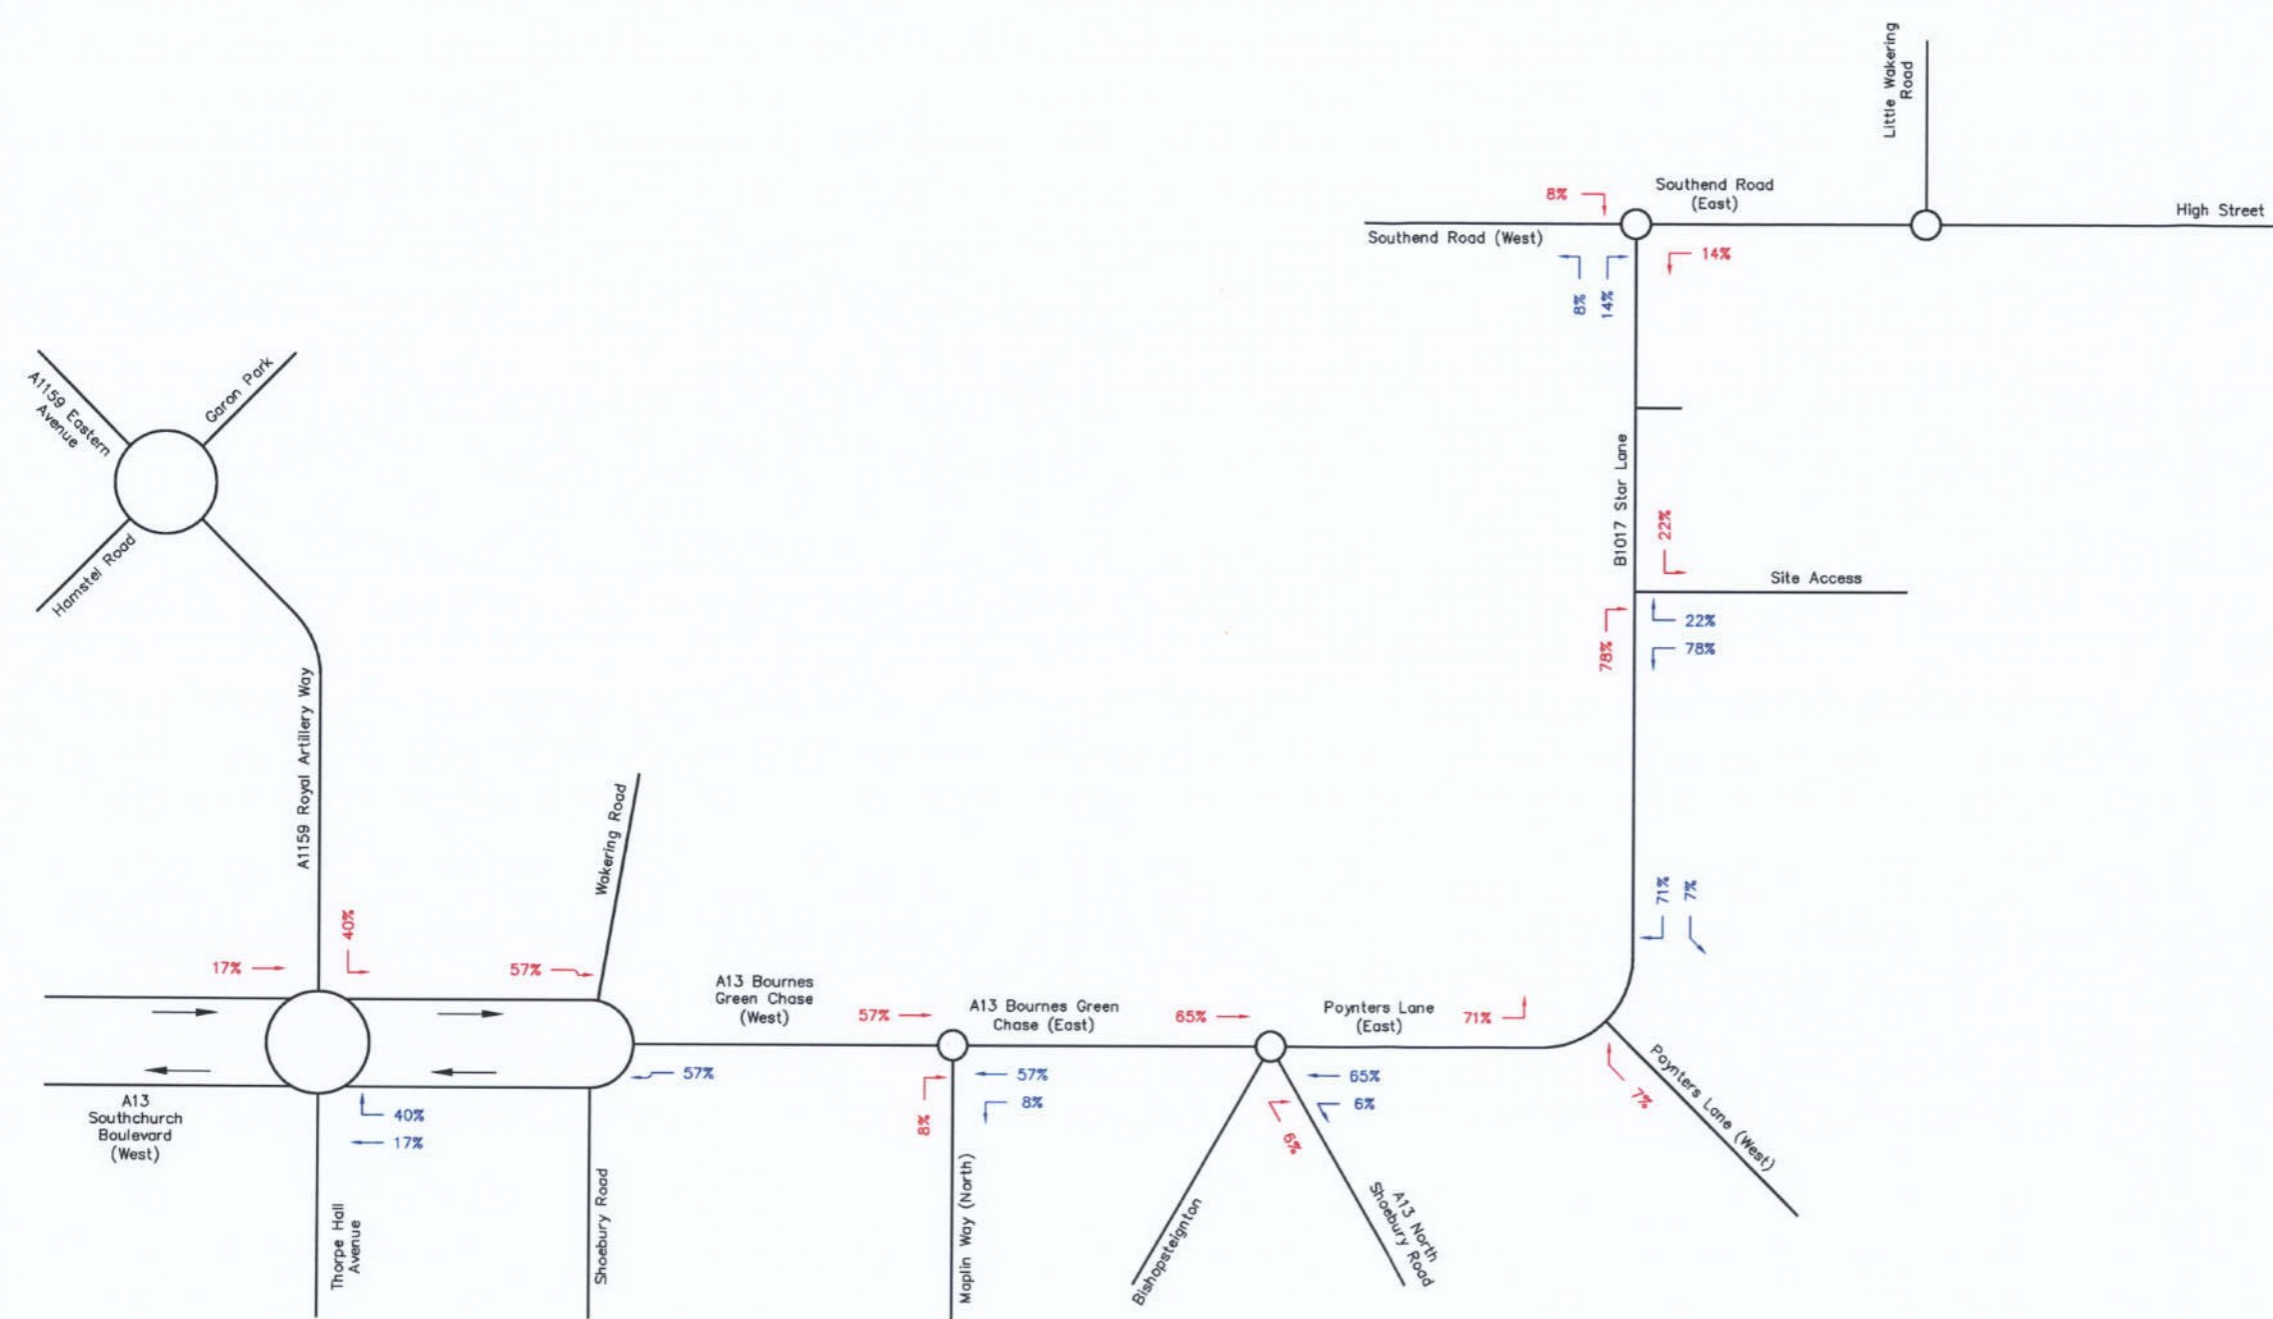 Little Wakering
Road
8%
Southend Road
(East)
High Street
Southend Road (West)
14%
8%
14%
A1159 Eastern
Avenue
Garon Park
Hamstel Road
B1017 Star Lane
22%
Site Access
22%
78%
78%
A1159 Royal Artillery Way
Wakering Road
71%
7%
40%
17%
57%
A13 Bournes
Green Chase
(West)
57%
A13 Bournes Green
Chase (East)
65%
Poynters Lane
(East)
71%
57%
57%
8%
8%
65%
6%
6%
7%
Poynters Lane (West)
A13
Southchurch
Boulevard
(West)
40%
17%
Thorpe Hall
Avenue
Shoebury Road
Maplin Way (North)
Bishopsteignton
A13 North
Shoebury Road